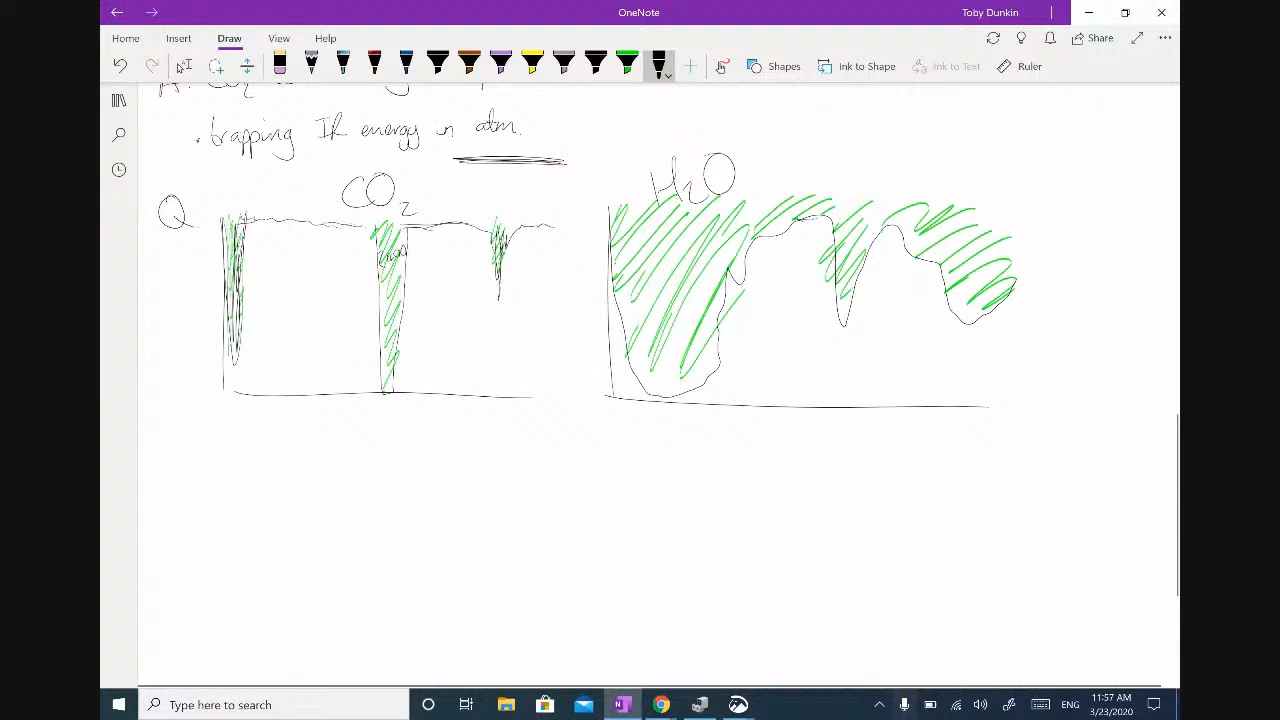 OneNote
Toby Dunkin
Home Insert Draw View Help
Share
Shapes Ink to Shape Ink to Text Ruler
A: CO2
. trapping IR energy in atm.
Q CO2 H2O
Type here to search
ENG
11:57 AM
3/23/2020